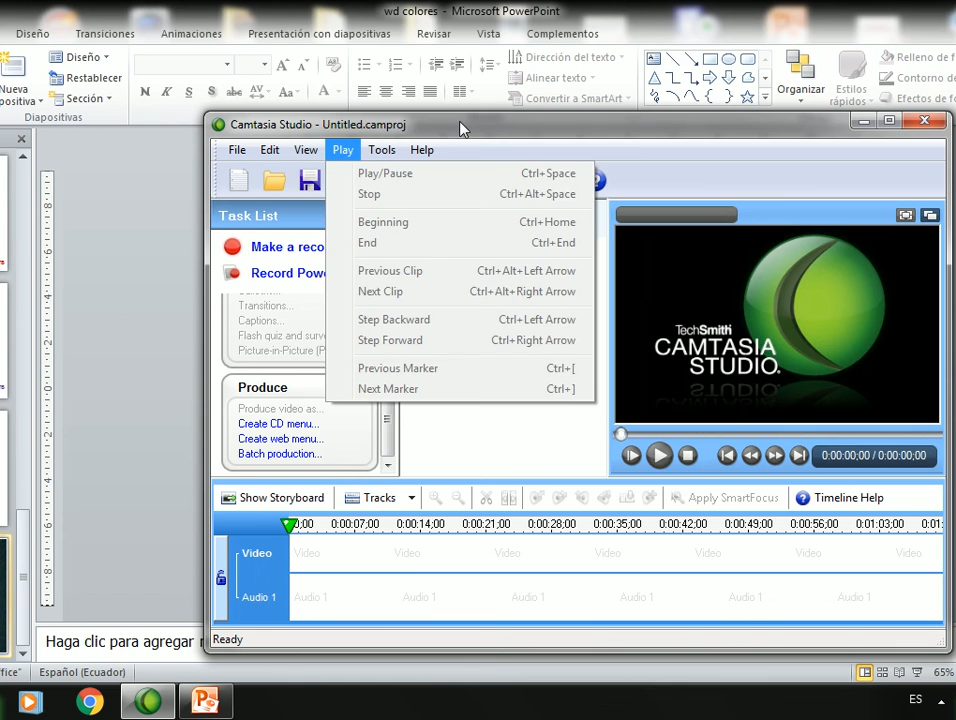 wd colores - Microsoft PowerPoint
Diseño Transiciones Animaciones Presentación con diapositivas Revisar Vista Complementos
Nueva
Diseño
Restablecer
Sección
Diapositivas
N K S S abc AV Aa A
Dirección del texto
Alinear texto
Convertir a SmartArt
Organizar
Estilos
rápidos
Relleno de
Contorno de
Efectos de
Camtasia Studio - Untitled.camproj
File Edit View Play Tools Help
Play/Pause Ctrl+Space
Stop Ctrl+Alt+Space
Beginning Ctrl+Home
End Ctrl+End
Previous Clip Ctrl+Alt+Left Arrow
Next Clip Ctrl+Alt+Right Arrow
Step Backward Ctrl+Left Arrow
Step Forward Ctrl+Right Arrow
Previous Marker Ctrl+[
Next Marker Ctrl+]
Task List
Make a reco
Record Pow
Transitions...
Captions...
Flash quiz and surve
Picture-in-Picture (P
Produce
Produce video as...
Create CD menu...
Create web menu...
Batch production...
TechSmith
CAMTASIA
STUDIO
0:00:00;00 / 0:00:00;00
Show Storyboard Tracks Apply SmartFocus Timeline Help
0;00 0:00:07;00 0:00:14;00 0:00:21;00 0:00:28;00 0:00:35;00 0:00:42;00 0:00:49;00 0:00:56;00 0:01:03;00 0:01:
Video Video Video Video Video Video Video Video
Audio 1 Audio 1 Audio 1 Audio 1 Audio 1 Audio 1 Audio 1
Ready
Haga clic para agregar
Español (Ecuador)
65%
ES